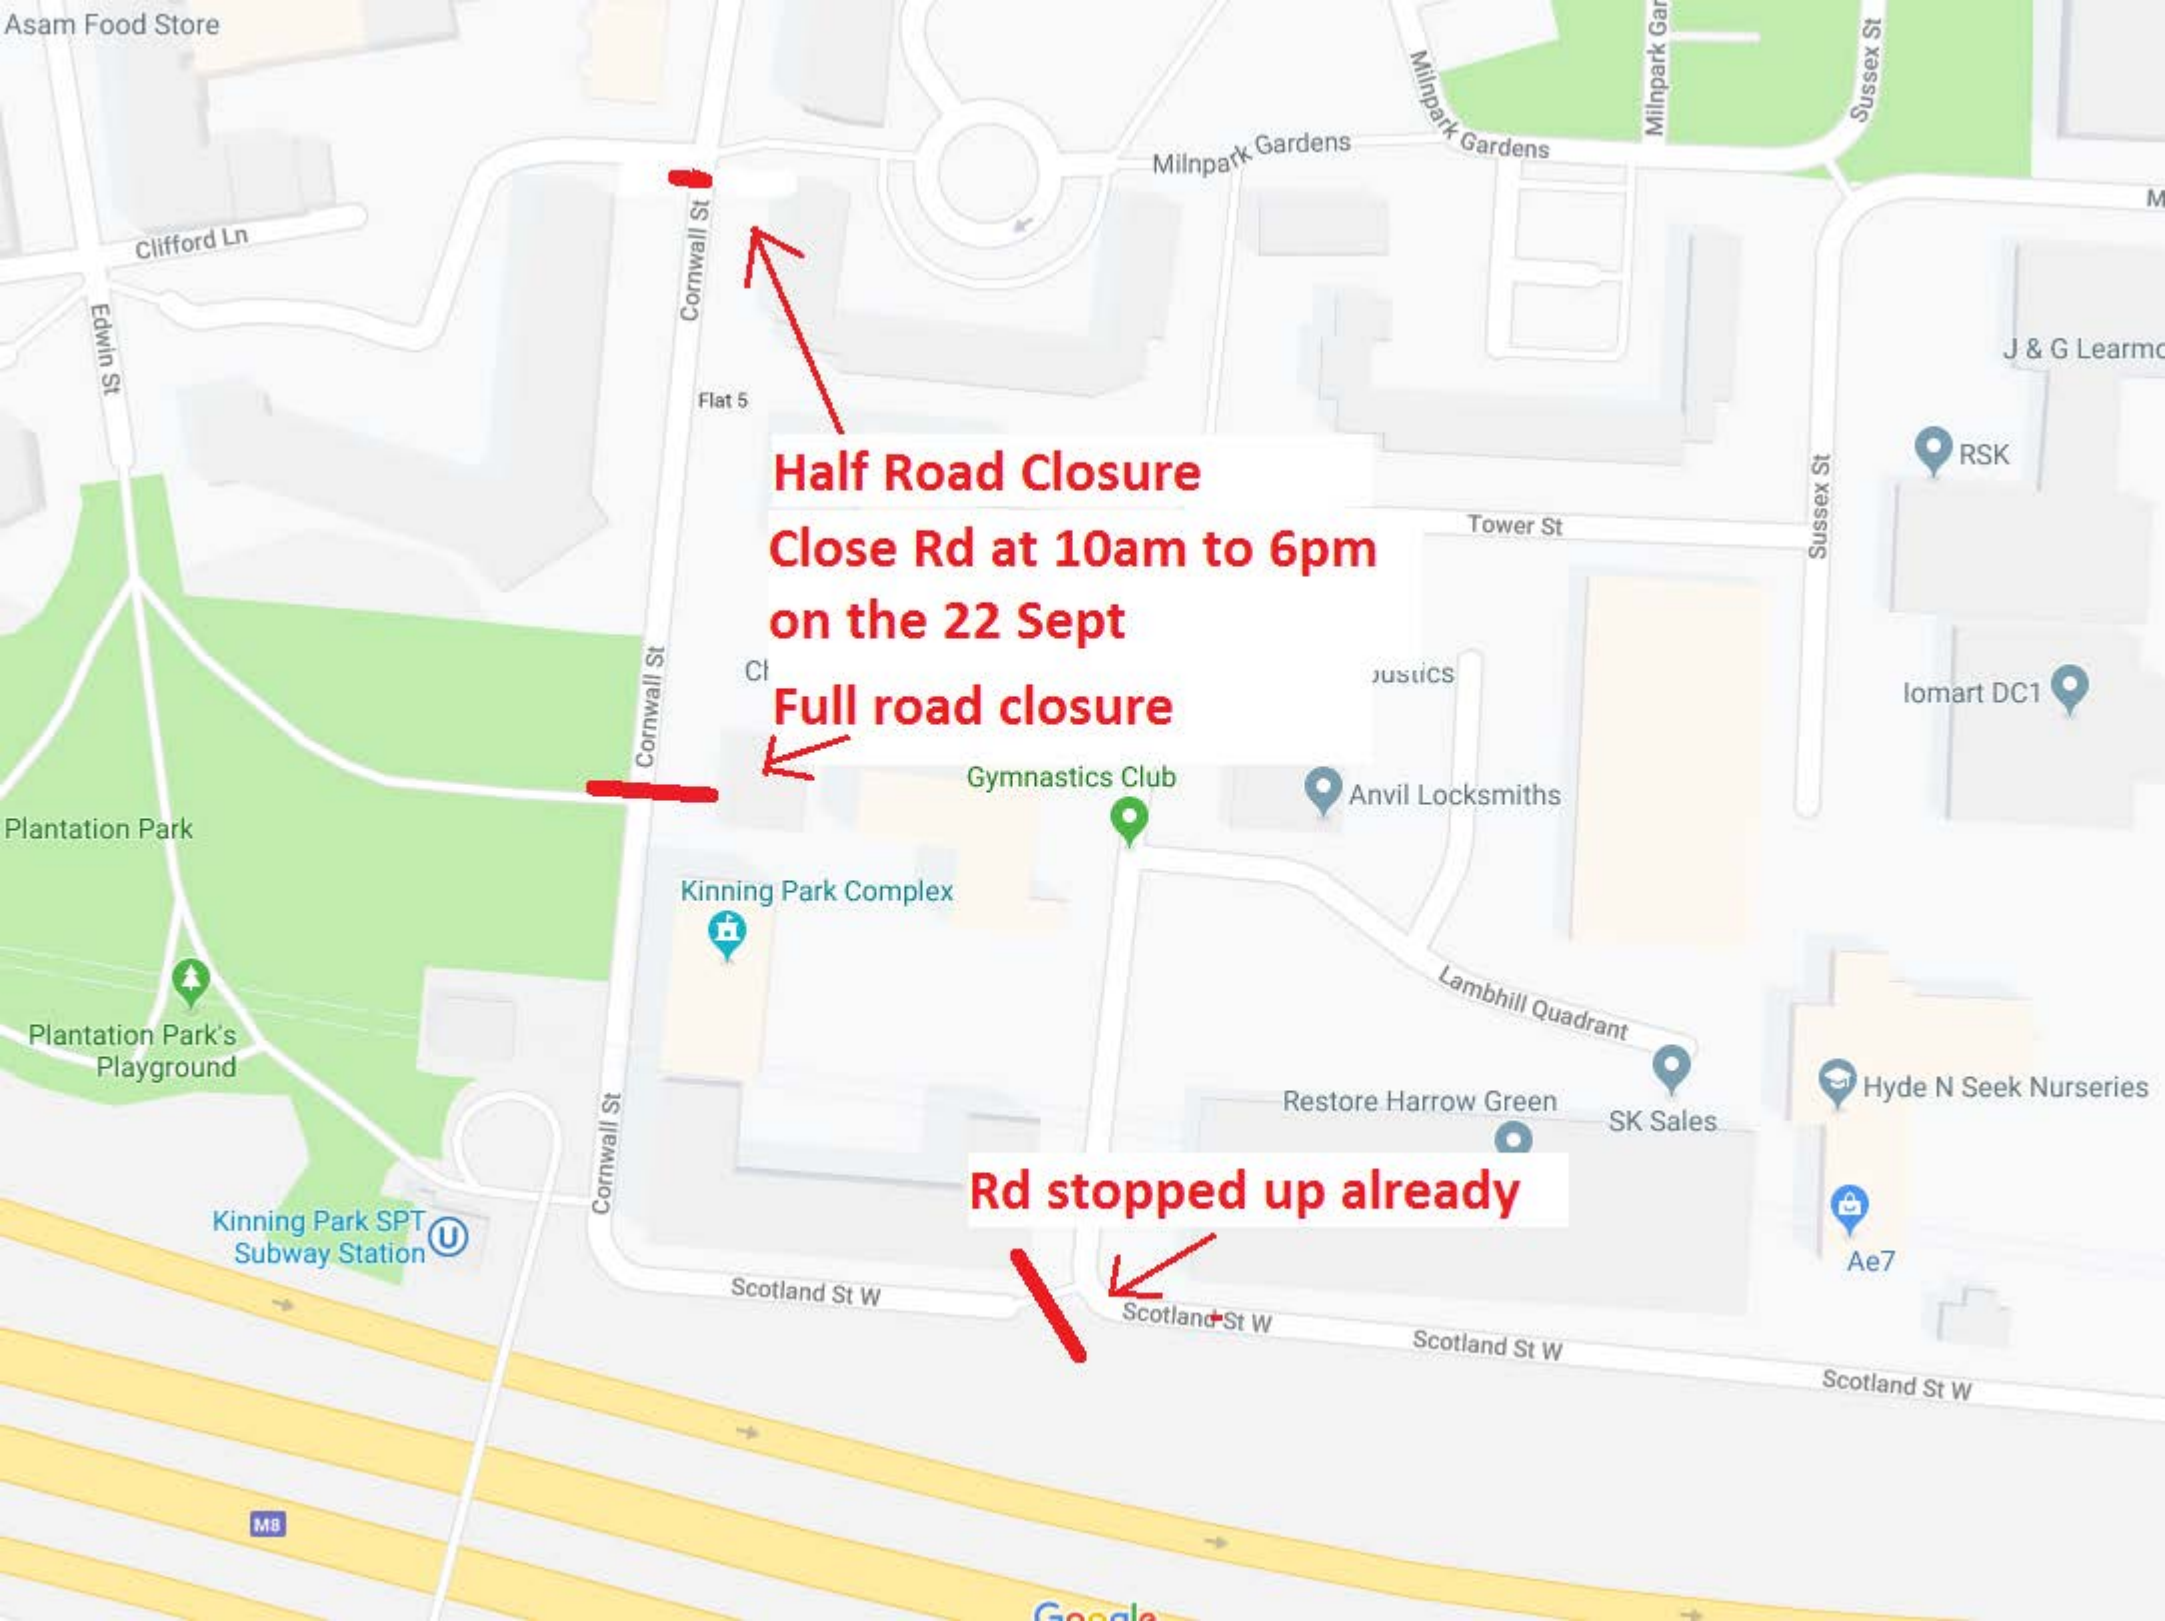 Asam Food Store
Milnpark Gar
Sussex St
Milnpark Gardens
Milnpark Gardens
M
Clifford Ln
Cornwall St
Edwin St
J & G Learmo
Flat 5
RSK
Half Road Closure
Sussex St
Tower St
Close Rd at 10am to 6pm
on the 22 Sept
Cornwall St
Ch
oustics
Iomart DC1
Full road closure
Gymnastics Club
Anvil Locksmiths
Plantation Park
Kinning Park Complex
Lambhill Quadrant
Plantation Park's
Playground
Hyde N Seek Nurseries
Restore Harrow Green
SK Sales
Cornwall St
Rd stopped up already
Kinning Park SPT
Subway Station
U
Ae7
Scotland St W
Scotland St W
Scotland St W
Scotland St W
M8
Google